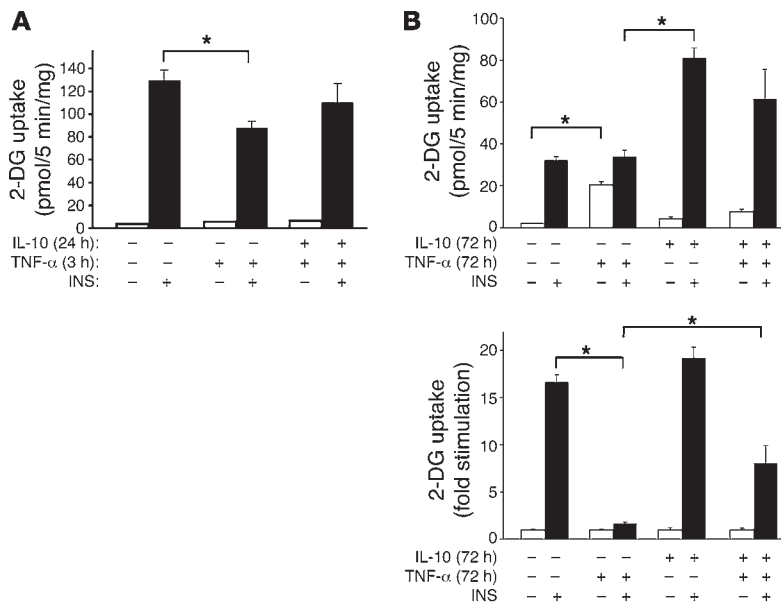 A
2-DG uptake
(pmol/5 min/mg)
140
120
100
80
60
40
20
0
*
IL-10 (24 h): – – – – + +
TNF-α (3 h): – – + + + +
INS: – + – + – +
B
2-DG uptake
(pmol/5 min/mg)
100
80
60
40
20
0
*
*
IL-10 (72 h) – – – – + + + +
TNF-α (72 h) – – + + – – + +
INS – + – + – + – +
2-DG uptake
(fold stimulation)
20
15
10
5
0
*
*
IL-10 (72 h) – – – – + + + +
TNF-α (72 h) – – + + – – + +
INS – + – + – + – +